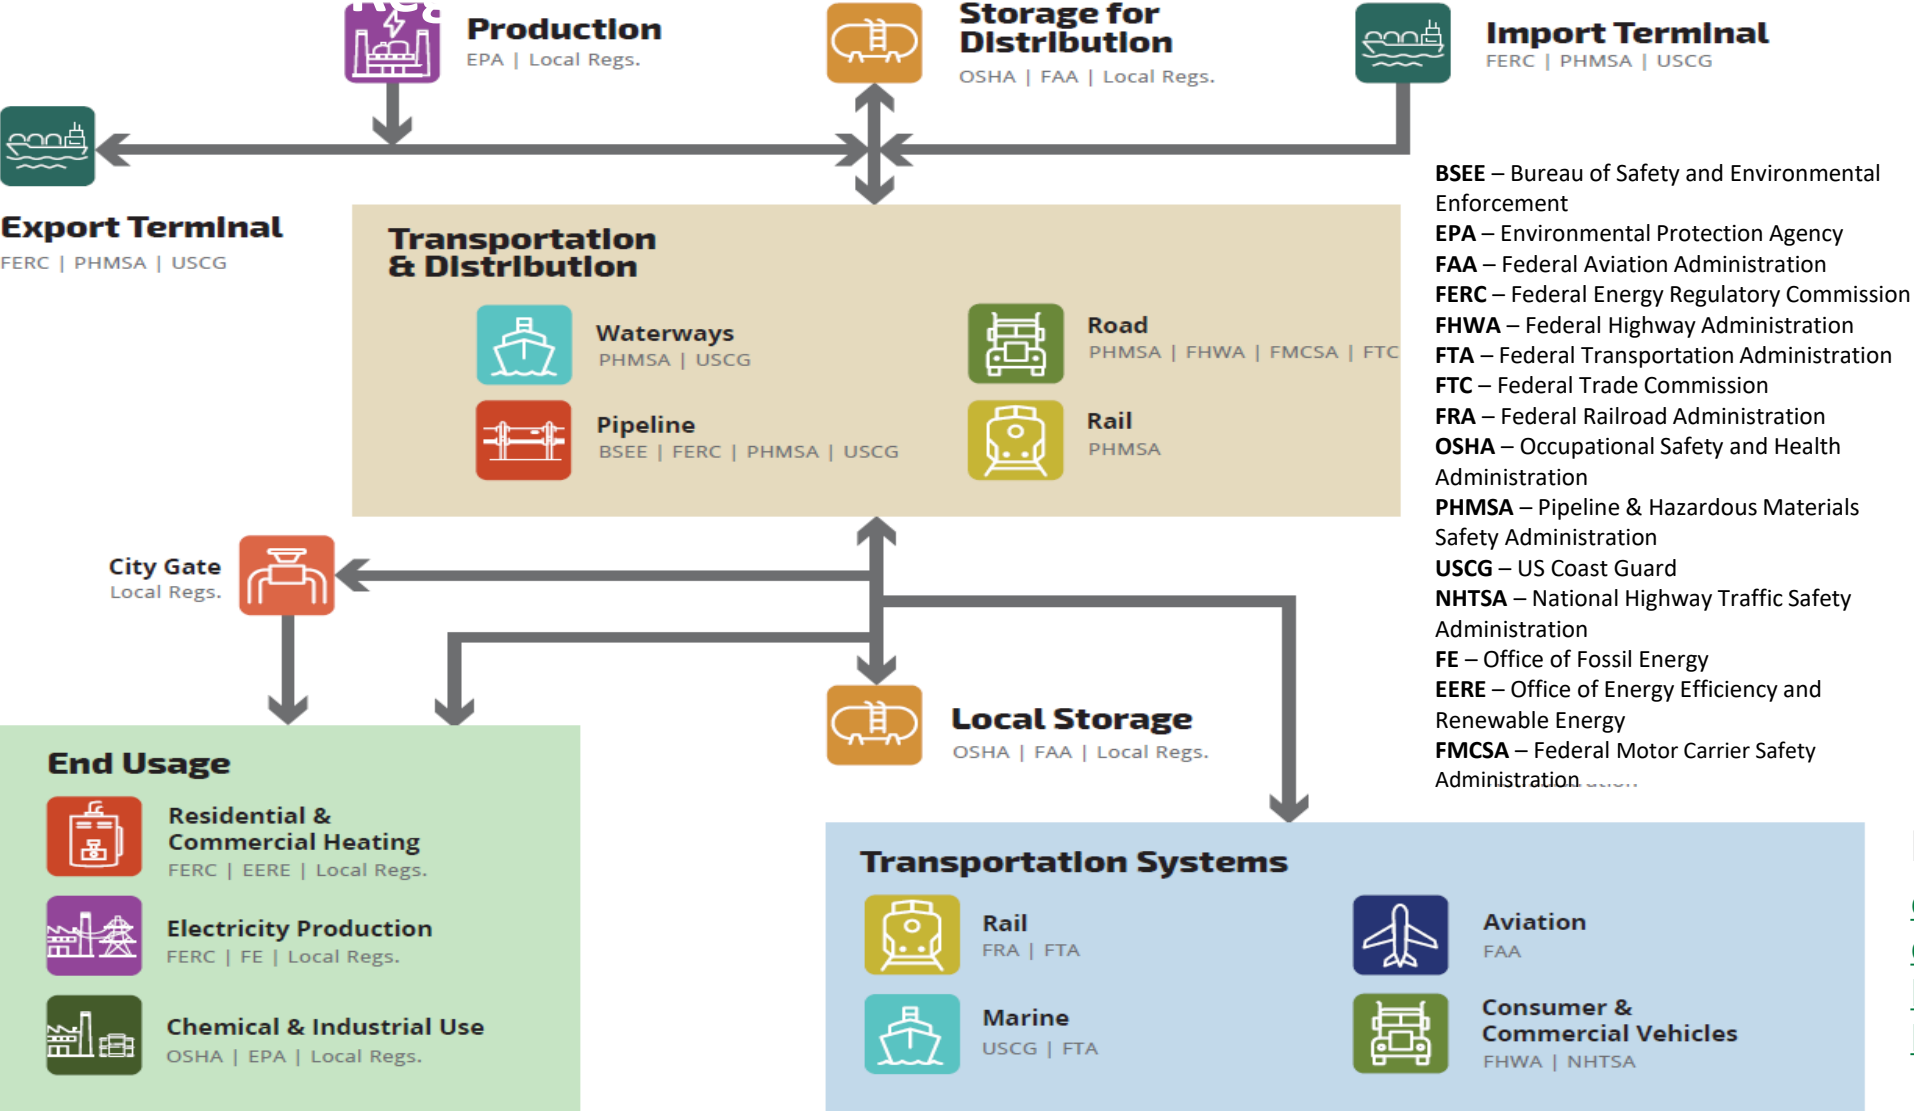 Production
EPA | Local Regs.
Storage for
Distribution
OSHA | FAA | Local Regs.
Import Terminal
FERC | PHMSA | USCG
Export Terminal
FERC | PHMSA | USCG
Transportation
& Distribution
Waterways
PHMSA | USCG
Road
PHMSA | FHWA | FMCSA | FTC
Pipeline
BSEE | FERC | PHMSA | USCG
Rail
PHMSA
BSEE – Bureau of Safety and Environmental
Enforcement
EPA – Environmental Protection Agency
FAA – Federal Aviation Administration
FERC – Federal Energy Regulatory Commission
FHWA – Federal Highway Administration
FTA – Federal Transportation Administration
FTC – Federal Trade Commission
FRA – Federal Railroad Administration
OSHA – Occupational Safety and Health
Administration
PHMSA – Pipeline & Hazardous Materials
Safety Administration
USCG – US Coast Guard
NHTSA – National Highway Traffic Safety
Administration
FE – Office of Fossil Energy
EERE – Office of Energy Efficiency and
Renewable Energy
FMCSA – Federal Motor Carrier Safety
Administration
City Gate
Local Regs.
Local Storage
OSHA | FAA | Local Regs.
End Usage
Residential &
Commercial Heating
FERC | EERE | Local Regs.
Electricity Production
FERC | FE | Local Regs.
Chemical & Industrial Use
OSHA | EPA | Local Regs.
Transportation Systems
Rail
FRA | FTA
Aviation
FAA
Marine
USCG | FTA
Consumer &
Commercial Vehicles
FHWA | NHTSA